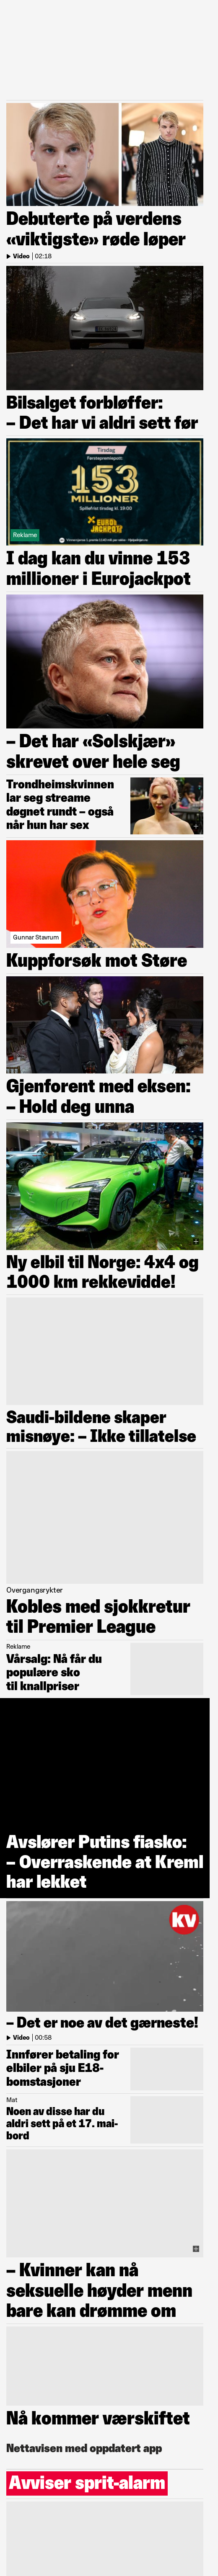 Debuterte på verdens
«viktigste» røde løper
Video | 02:18
Bilsalget forbløffer:
– Det har vi aldri sett før
Tirsdag
Førstepremiepott:
153
MILLIONER
Spillefrist tirsdag kl. 19:00
EUROJACKPOT
Reklame
I dag kan du vinne 153
millioner i Eurojackpot
– Det har «Solskjær»
skrevet over hele seg
Trondheimskvinnen
lar seg streame
døgnet rundt – også
når hun har sex
Gunnar Stavrum
Kuppforsøk mot Støre
Gjenforent med eksen:
– Hold deg unna
Ny elbil til Norge: 4x4 og
1000 km rekkevidde!
Saudi-bildene skaper
misnøye: – Ikke tillatelse
Overgangsrykter
Kobles med sjokkretur
til Premier League
Reklame
Vårsalg: Nå får du
populære sko
til knallpriser
Avslører Putins fiasko:
– Overraskende at Kreml
har lekket
kv
– Det er noe av det gærneste!
Video | 00:58
Innfører betaling for
elbiler på sju E18-
bomstasjoner
Mat
Noen av disse har du
aldri sett på et 17. mai-
bord
– Kvinner kan nå
seksuelle høyder menn
bare kan drømme om
Nå kommer værskiftet
Nettavisen med oppdatert app
Avviser sprit-alarm